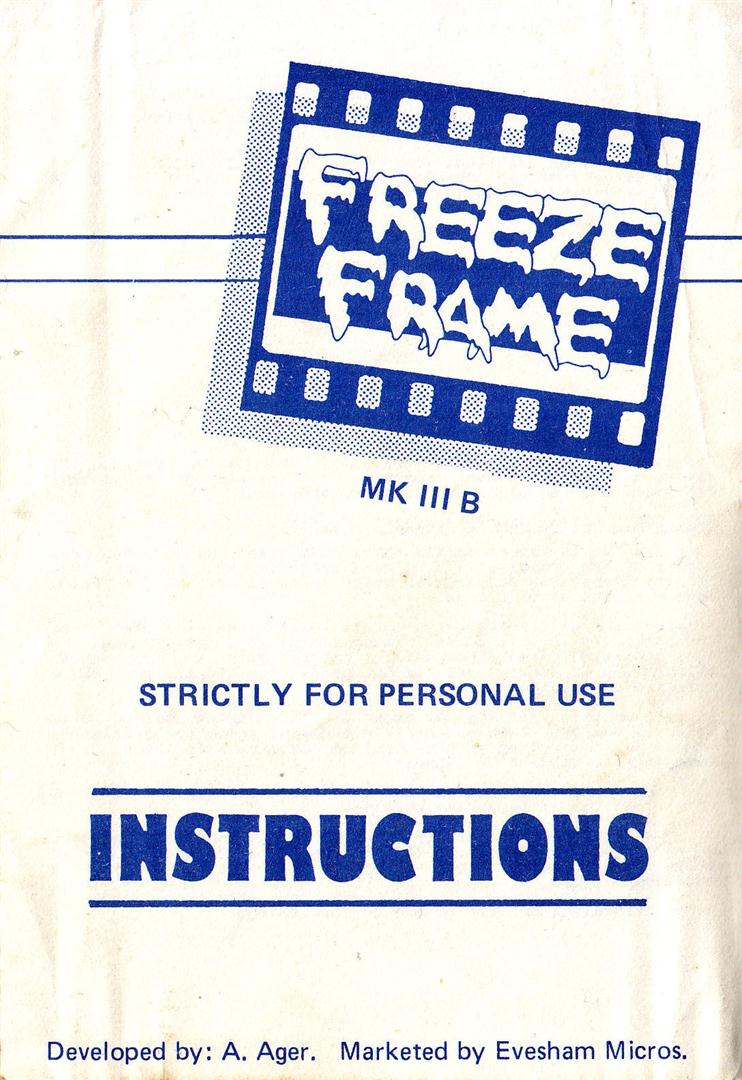 FREEZE
FRAME
MK III B
STRICTLY FOR PERSONAL USE
INSTRUCTIONS
Developed by: A. Ager. Marketed by Evesham Micros.